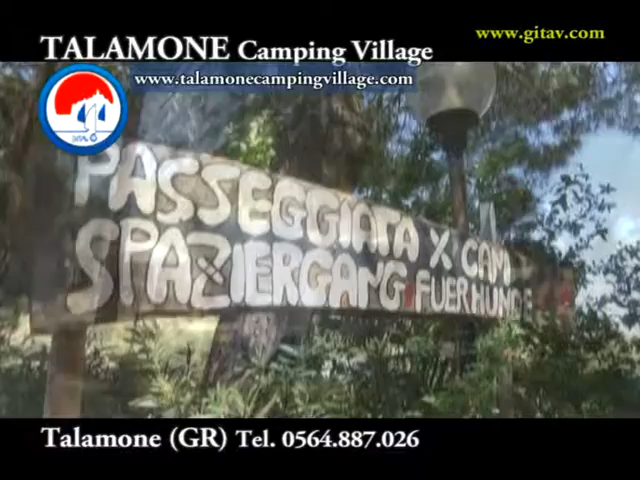 www.gitav.com
TALAMONE Camping Village
www.talamonecampingvillage.com
PASSEGGIATA X CANI
SPAZIERGANG FUER HUNDE
Talamone (GR) Tel. 0564.887.026